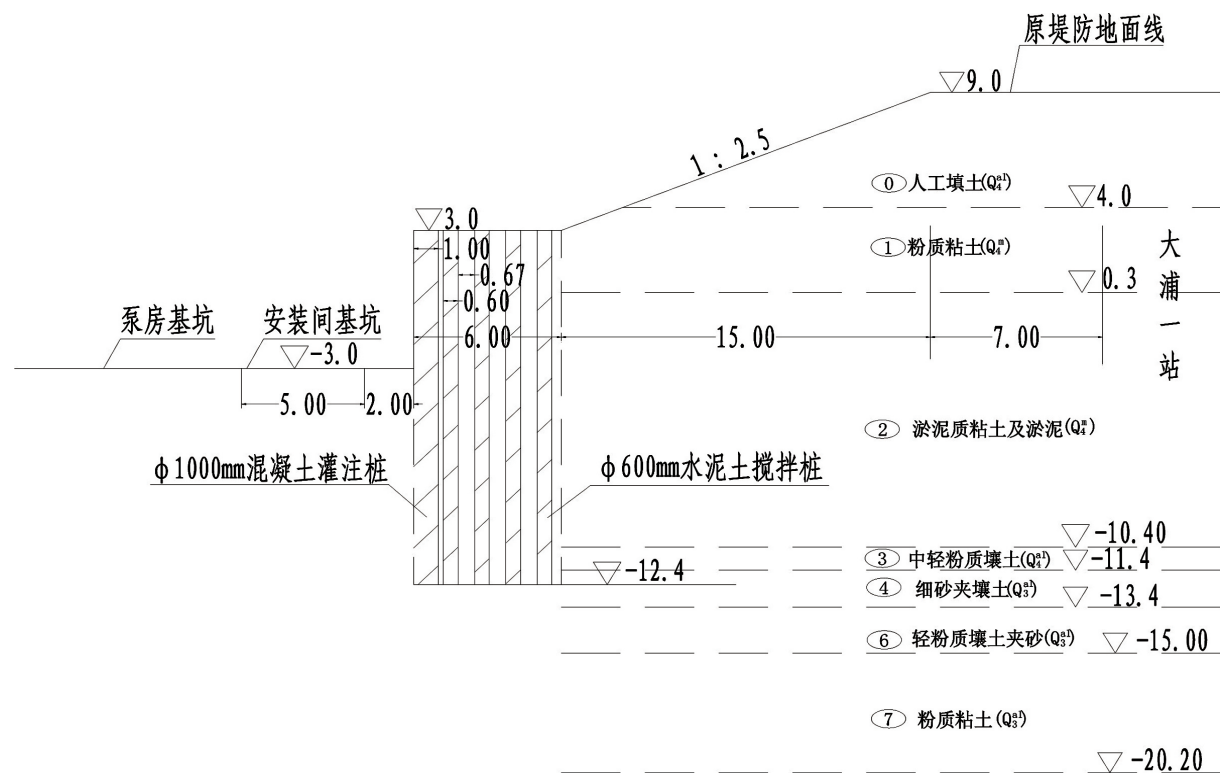 原堤防地面线
9.0
1 : 2.5
⓪人工填土(Q₄ᵃˡ)
4.0
3.0
①粉质粘土(Q₄ᵐ)
大浦一站
1.00
0.67
0.3
0.60
泵房基坑
安装间基坑
6.00
15.00
7.00
-3.0
5.00
2.00
② 淤泥质粘土及淤泥(Q₄ᵐ)
φ1000mm混凝土灌注桩
φ600mm水泥土搅拌桩
-10.40
③ 中轻粉质壤土(Q₄ᵃˡ)
-11.4
-12.4
④ 细砂夹壤土(Q₃ᵃˡ)
-13.4
⑥ 轻粉质壤土夹砂(Q₃ᵃˡ)
-15.00
⑦ 粉质粘土(Q₃ᵃˡ)
-20.20